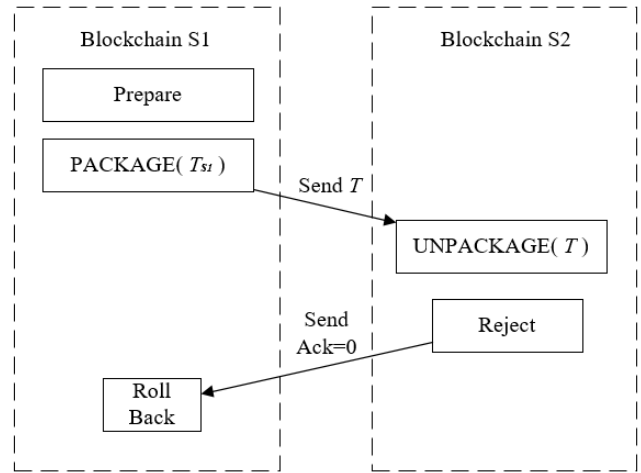 Blockchain S1
Blockchain S2
Prepare
PACKAGE( Ts1 )
Send T
UNPACKAGE( T )
Send
Ack=0
Reject
Roll
Back